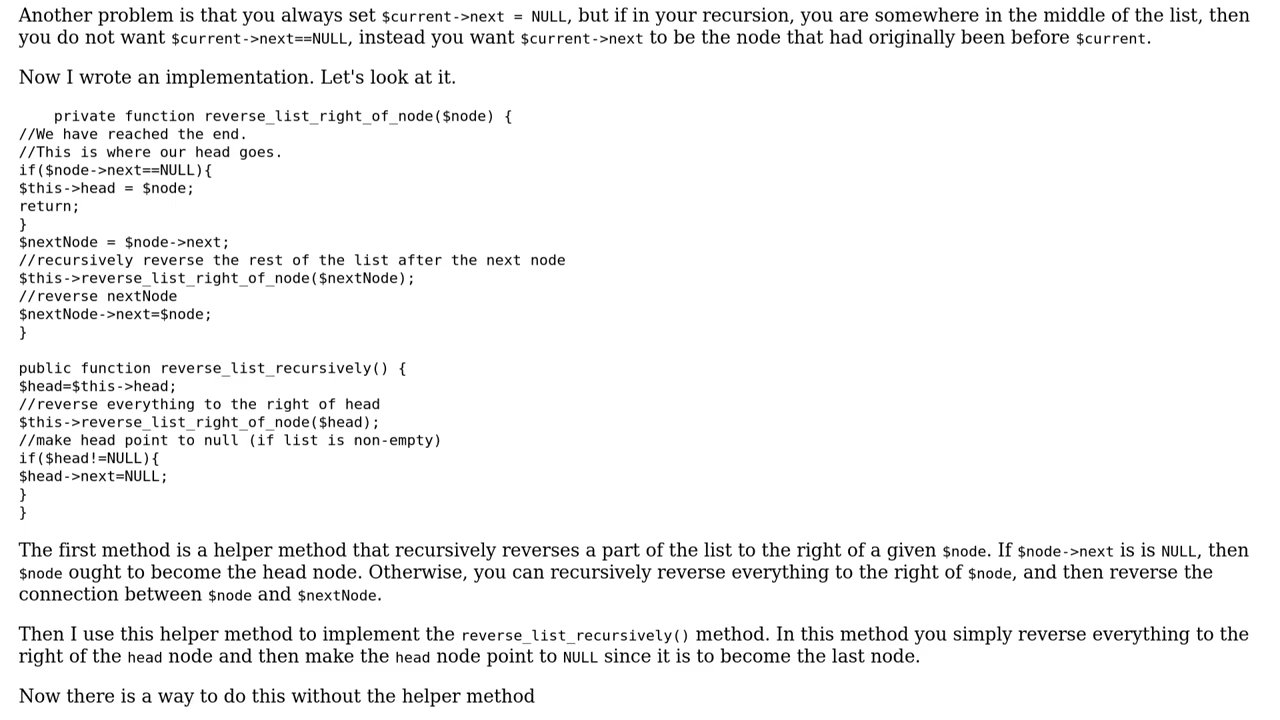 Another problem is that you always set $current->next = NULL, but if in your recursion, you are somewhere in the middle of the list, then
you do not want $current->next==NULL, instead you want $current->next to be the node that had originally been before $current.
Now I wrote an implementation. Let's look at it.
private function reverse_list_right_of_node($node) {
//We have reached the end.
//This is where our head goes.
if($node->next==NULL){
$this->head = $node;
return;
}
$nextNode = $node->next;
//recursively reverse the rest of the list after the next node
$this->reverse_list_right_of_node($nextNode);
//reverse nextNode
$nextNode->next=$node;
}
public function reverse_list_recursively() {
$head=$this->head;
//reverse everything to the right of head
$this->reverse_list_right_of_node($head);
//make head point to null (if list is non-empty)
if($head!=NULL){
$head->next=NULL;
}
}
The first method is a helper method that recursively reverses a part of the list to the right of a given $node. If $node->next is is NULL, then
$node ought to become the head node. Otherwise, you can recursively reverse everything to the right of $node, and then reverse the
connection between $node and $nextNode.
Then I use this helper method to implement the reverse_list_recursively() method. In this method you simply reverse everything to the
right of the head node and then make the head node point to NULL since it is to become the last node.
Now there is a way to do this without the helper method